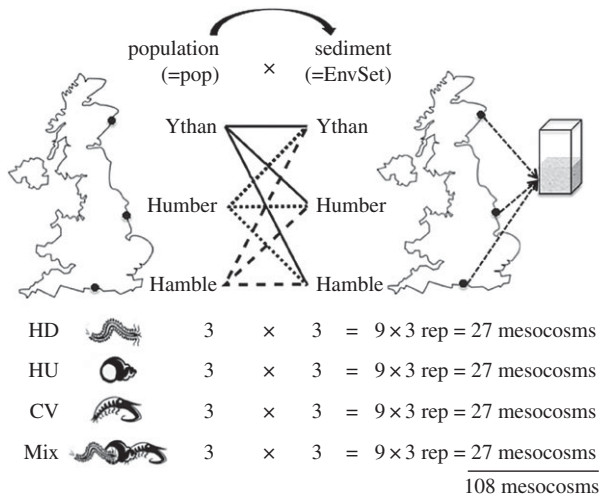 population × sediment
(=pop) (=EnvSet)
Ythan Ythan
Humber Humber
Hamble Hamble
HD 3 × 3 = 9 × 3 rep = 27 mesocosms
HU 3 × 3 = 9 × 3 rep = 27 mesocosms
CV 3 × 3 = 9 × 3 rep = 27 mesocosms
Mix 3 × 3 = 9 × 3 rep = 27 mesocosms
108 mesocosms